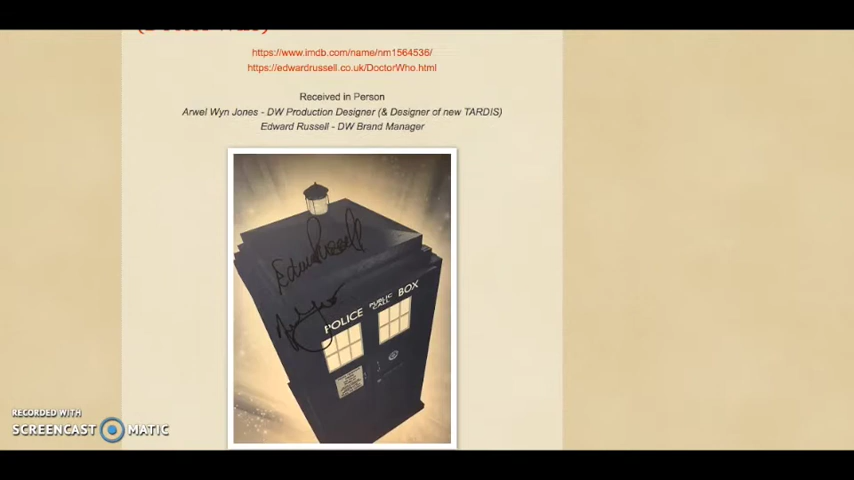 https://www.imdb.com/name/nm1564536/
https://edwardrussell.co.uk/DoctorWho.html
Received in Person
Arwel Wyn Jones - DW Production Designer (& Designer of new TARDIS)
Edward Russell - DW Brand Manager
Edward Russell
POLICE PUBLIC CALL BOX
RECORDED WITH
SCREENCAST MATIC